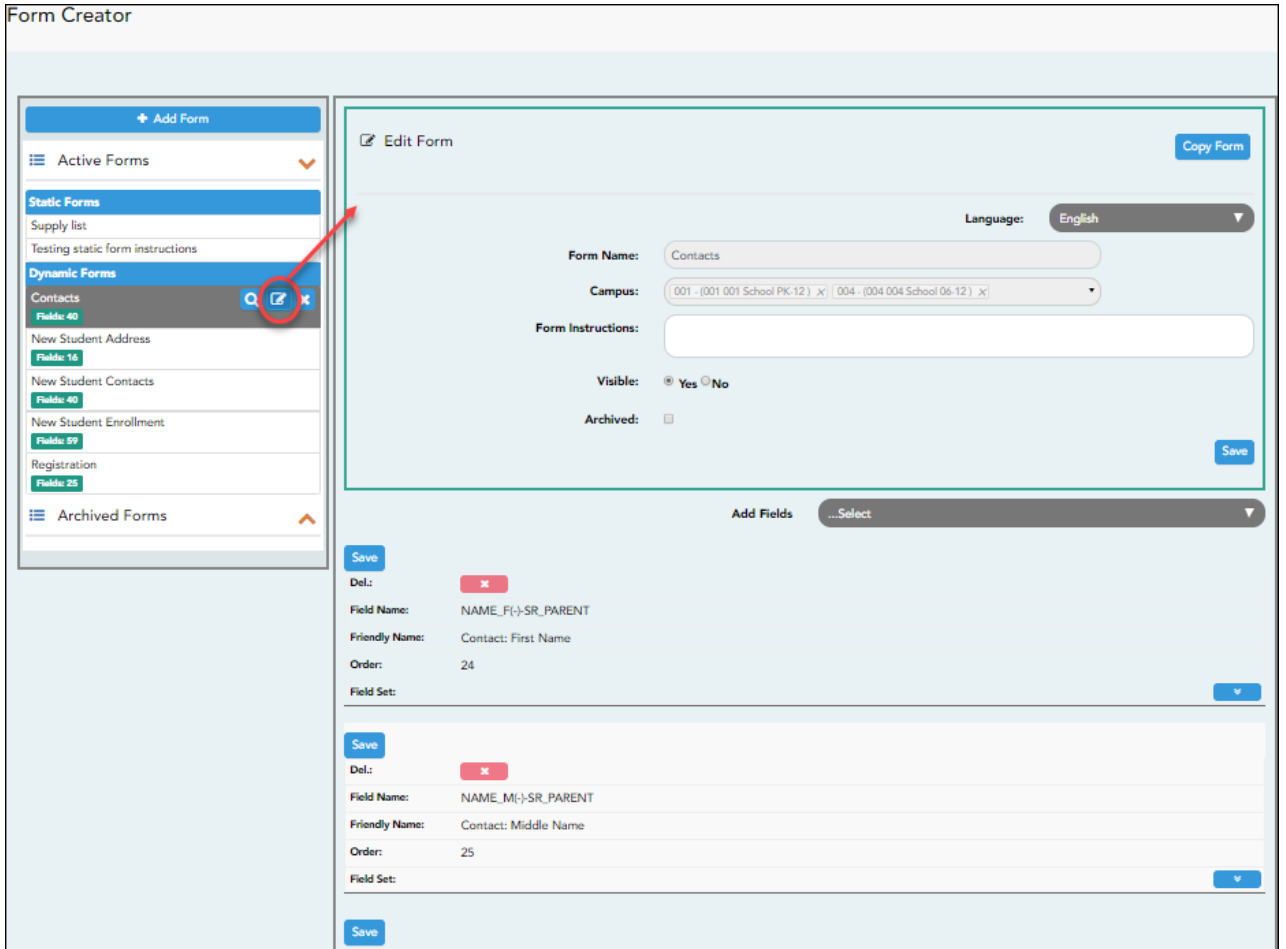 Form Creator
Add Form
Active Forms
Static Forms
Supply list
Testing static form instructions
Dynamic Forms
Contacts
Fields: 40
New Student Address
Fields: 16
New Student Contacts
Fields: 40
New Student Enrollment
Fields: 59
Registration
Fields: 25
Archived Forms
Edit Form
Copy Form
Language: English
Form Name: Contacts
Campus: 001 - (001 001 School PK-12 ) 004 - (004 004 School 06-12 )
Form Instructions:
Visible: Yes No
Archived:
Save
Add Fields ...Select
Save
Del.:
Field Name: NAME_F(-)-SR_PARENT
Friendly Name: Contact: First Name
Order: 24
Field Set:
Save
Del.:
Field Name: NAME_M(-)-SR_PARENT
Friendly Name: Contact: Middle Name
Order: 25
Field Set:
Save